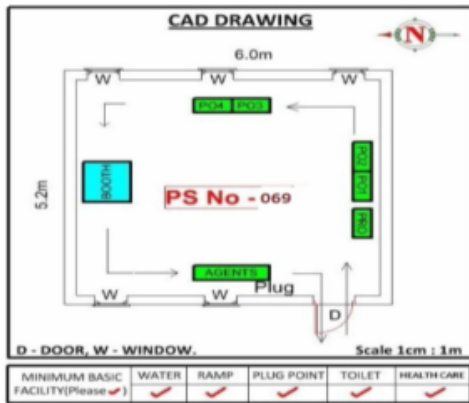 CAD DRAWING
N
6.0m
W W W
PO4 PO3
5.2m
BOOTH
PO2 PO1
PRO
PS No - 069
AGENTS
Plug
W W
D
D - DOOR, W - WINDOW. Scale 1cm : 1m
MINIMUM BASIC FACILITY(Please ✓) WATER RAMP PLUG POINT TOILET HEALTH CARE
✓ ✓ ✓ ✓ ✓